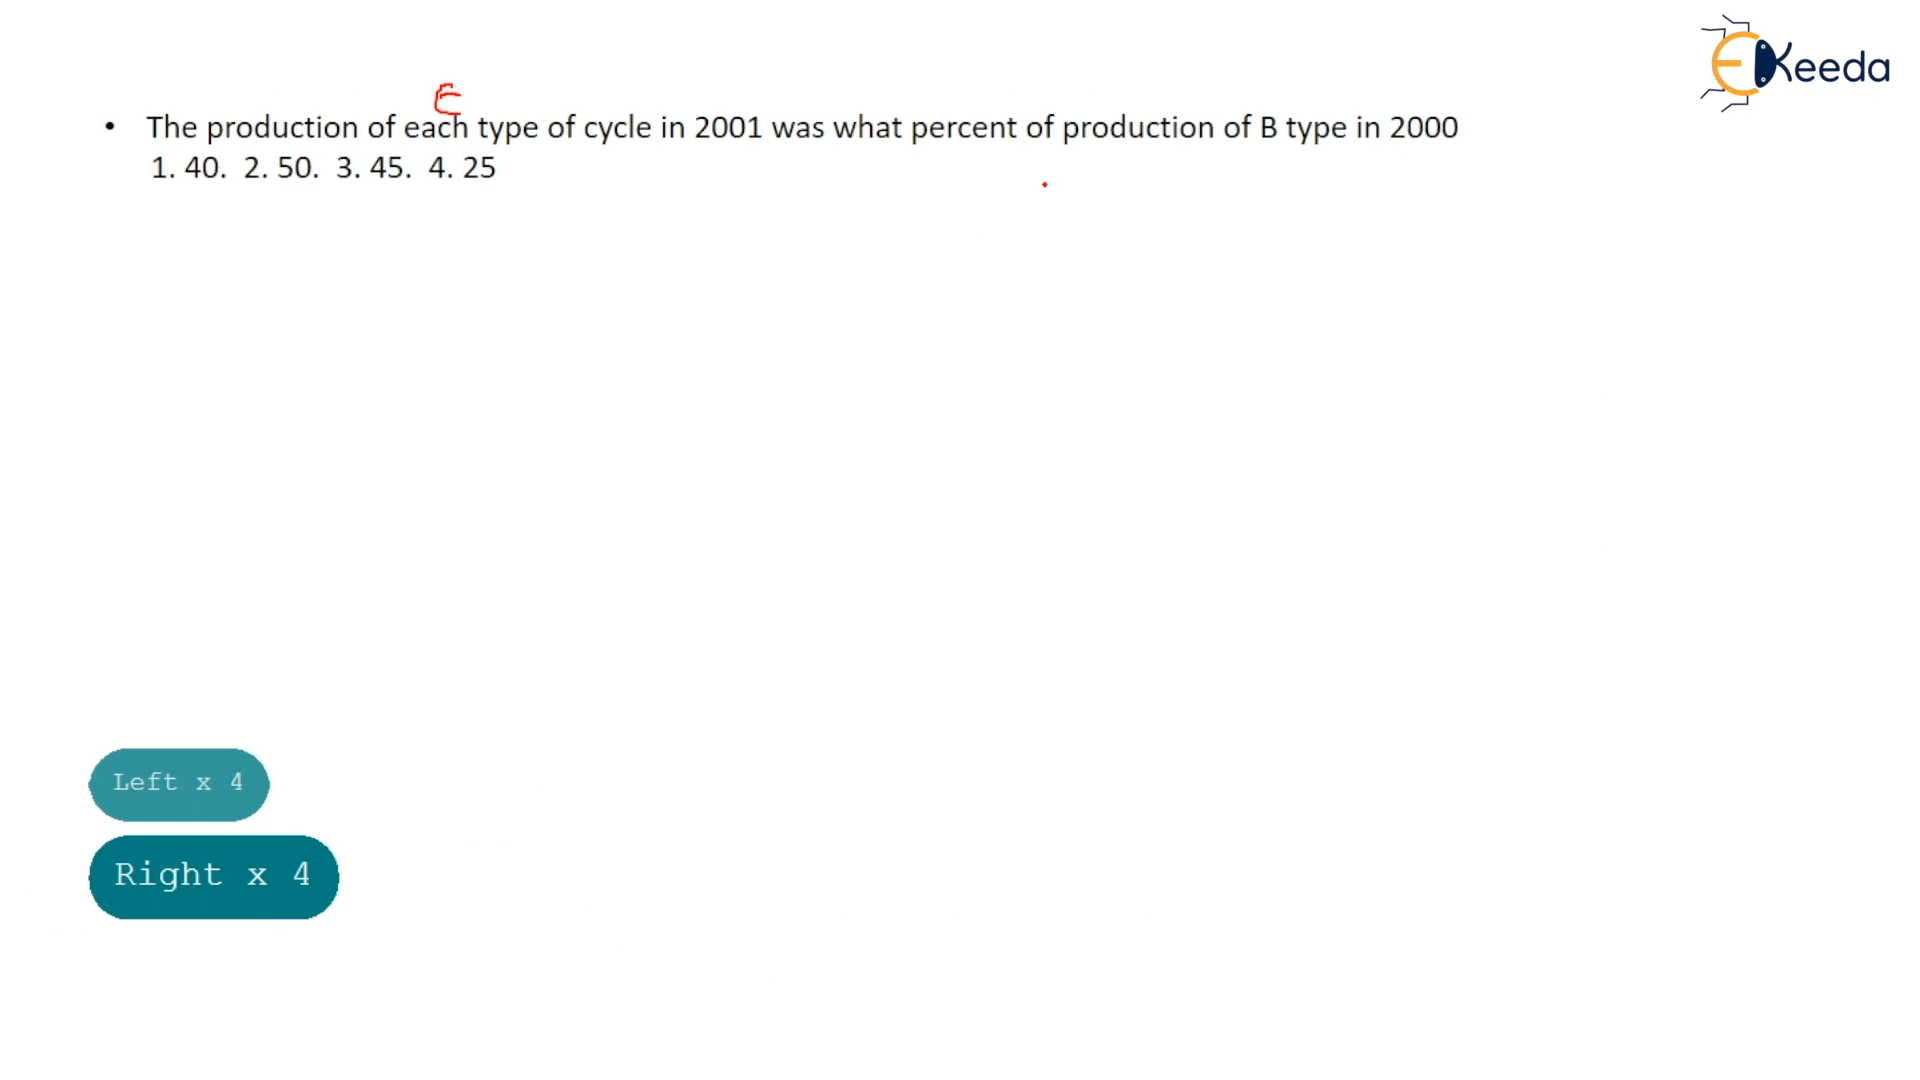 EKeeda
E
• The production of each type of cycle in 2001 was what percent of production of B type in 2000
1. 40. 2. 50. 3. 45. 4. 25
Left x 4
Right x 4